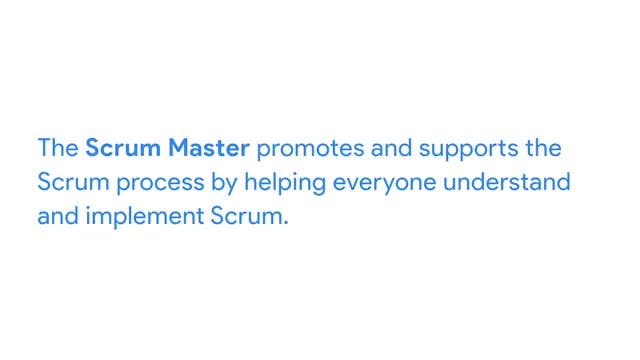 The Scrum Master promotes and supports the
Scrum process by helping everyone understand
and implement Scrum.